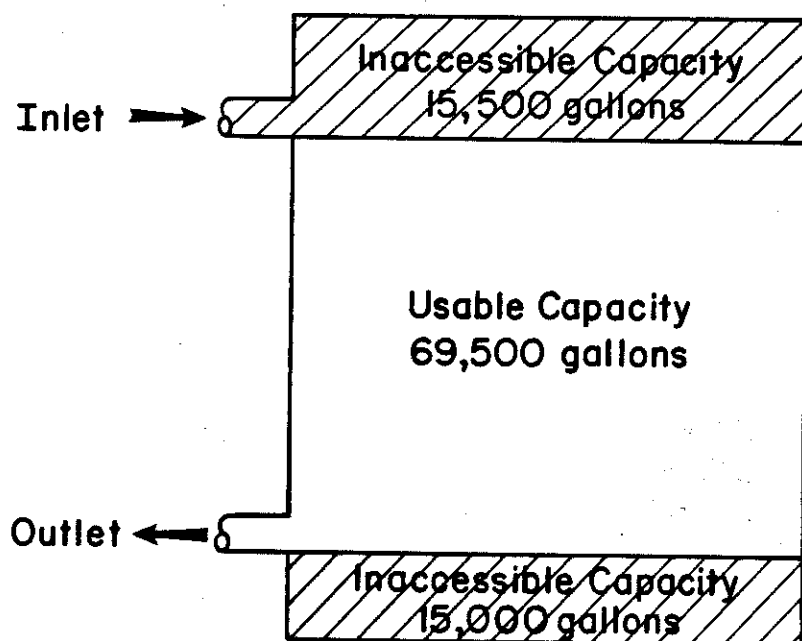 Inaccessible Capacity
15,500 gallons
Inlet
Usable Capacity
69,500 gallons
Outlet
Inaccessible Capacity
15,000 gallons